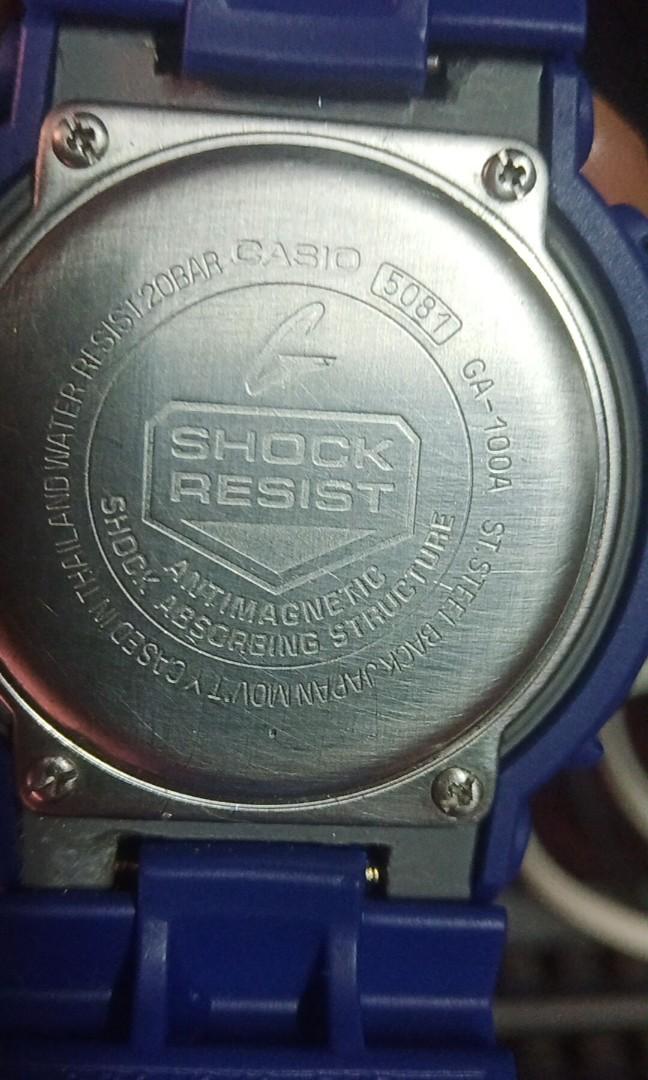 CASIO 5081 GA-100A ST. STEEL BACK JAPAN MOV'T Y CASED IN THAILAND WATER RESIST 20BAR
G
SHOCK
RESIST
ANTIMAGNETIC
SHOCK ABSORBING STRUCTURE